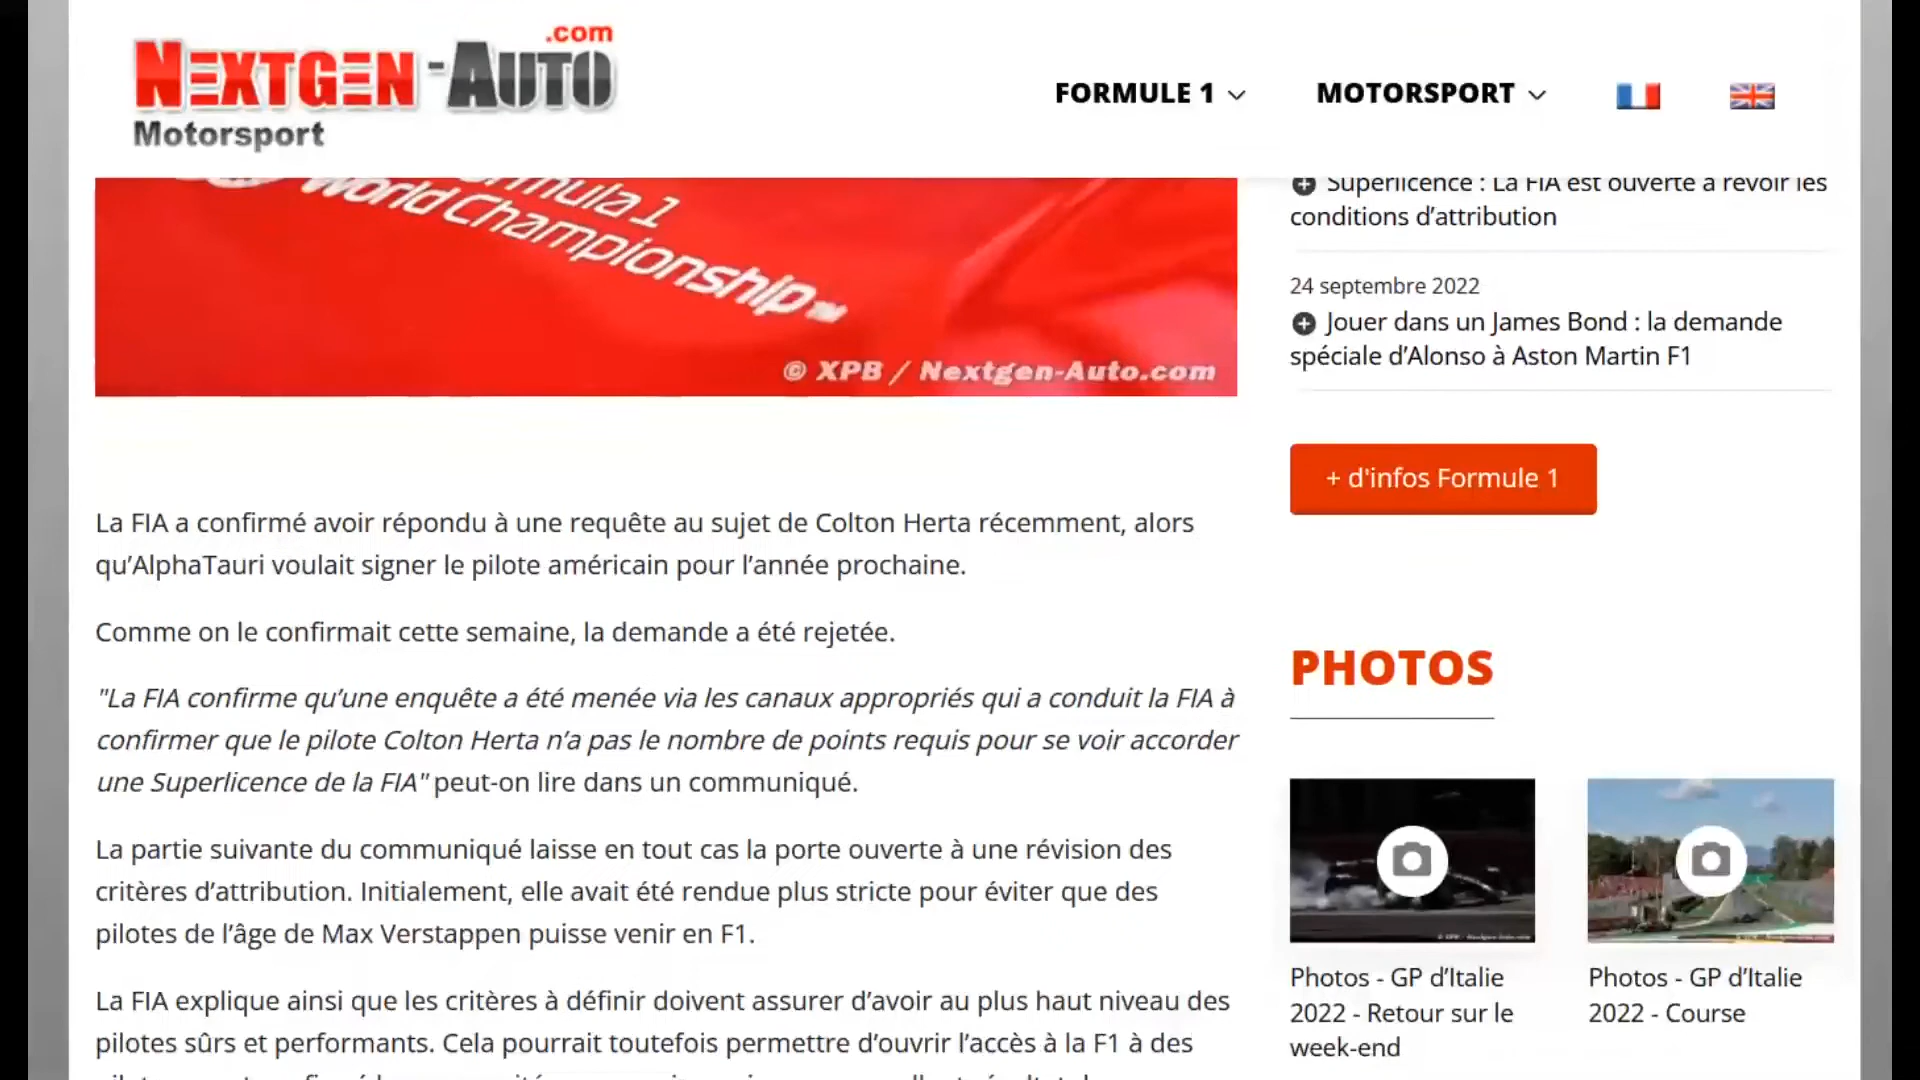 NEXTGEN-AUTO.com
Motorsport
FORMULE 1
MOTORSPORT
Formula 1
World Championship™
© XPB / Nextgen-Auto.com
Superlicence : La FIA est ouverte à revoir les
conditions d’attribution
24 septembre 2022
Jouer dans un James Bond : la demande
spéciale d’Alonso à Aston Martin F1
+ d'infos Formule 1
La FIA a confirmé avoir répondu à une requête au sujet de Colton Herta récemment, alors
qu’AlphaTauri voulait signer le pilote américain pour l’année prochaine.
Comme on le confirmait cette semaine, la demande a été rejetée.
"La FIA confirme qu’une enquête a été menée via les canaux appropriés qui a conduit la FIA à
confirmer que le pilote Colton Herta n’a pas le nombre de points requis pour se voir accorder
une Superlicence de la FIA" peut-on lire dans un communiqué.
La partie suivante du communiqué laisse en tout cas la porte ouverte à une révision des
critères d’attribution. Initialement, elle avait été rendue plus stricte pour éviter que des
pilotes de l’âge de Max Verstappen puisse venir en F1.
La FIA explique ainsi que les critères à définir doivent assurer d’avoir au plus haut niveau des
pilotes sûrs et performants. Cela pourrait toutefois permettre d’ouvrir l’accès à la F1 à des
PHOTOS
Photos - GP d’Italie
2022 - Retour sur le
week-end
Photos - GP d’Italie
2022 - Course